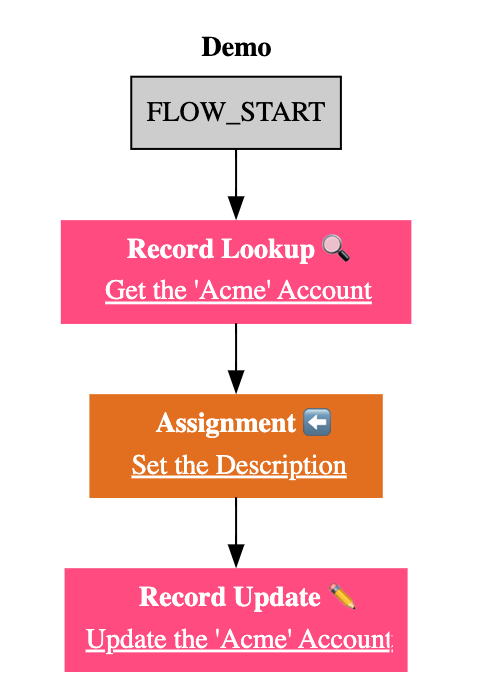 Demo
FLOW_START
Record Lookup 🔍
Get the 'Acme' Account
Assignment ⬅️
Set the Description
Record Update ✏️
Update the 'Acme' Account